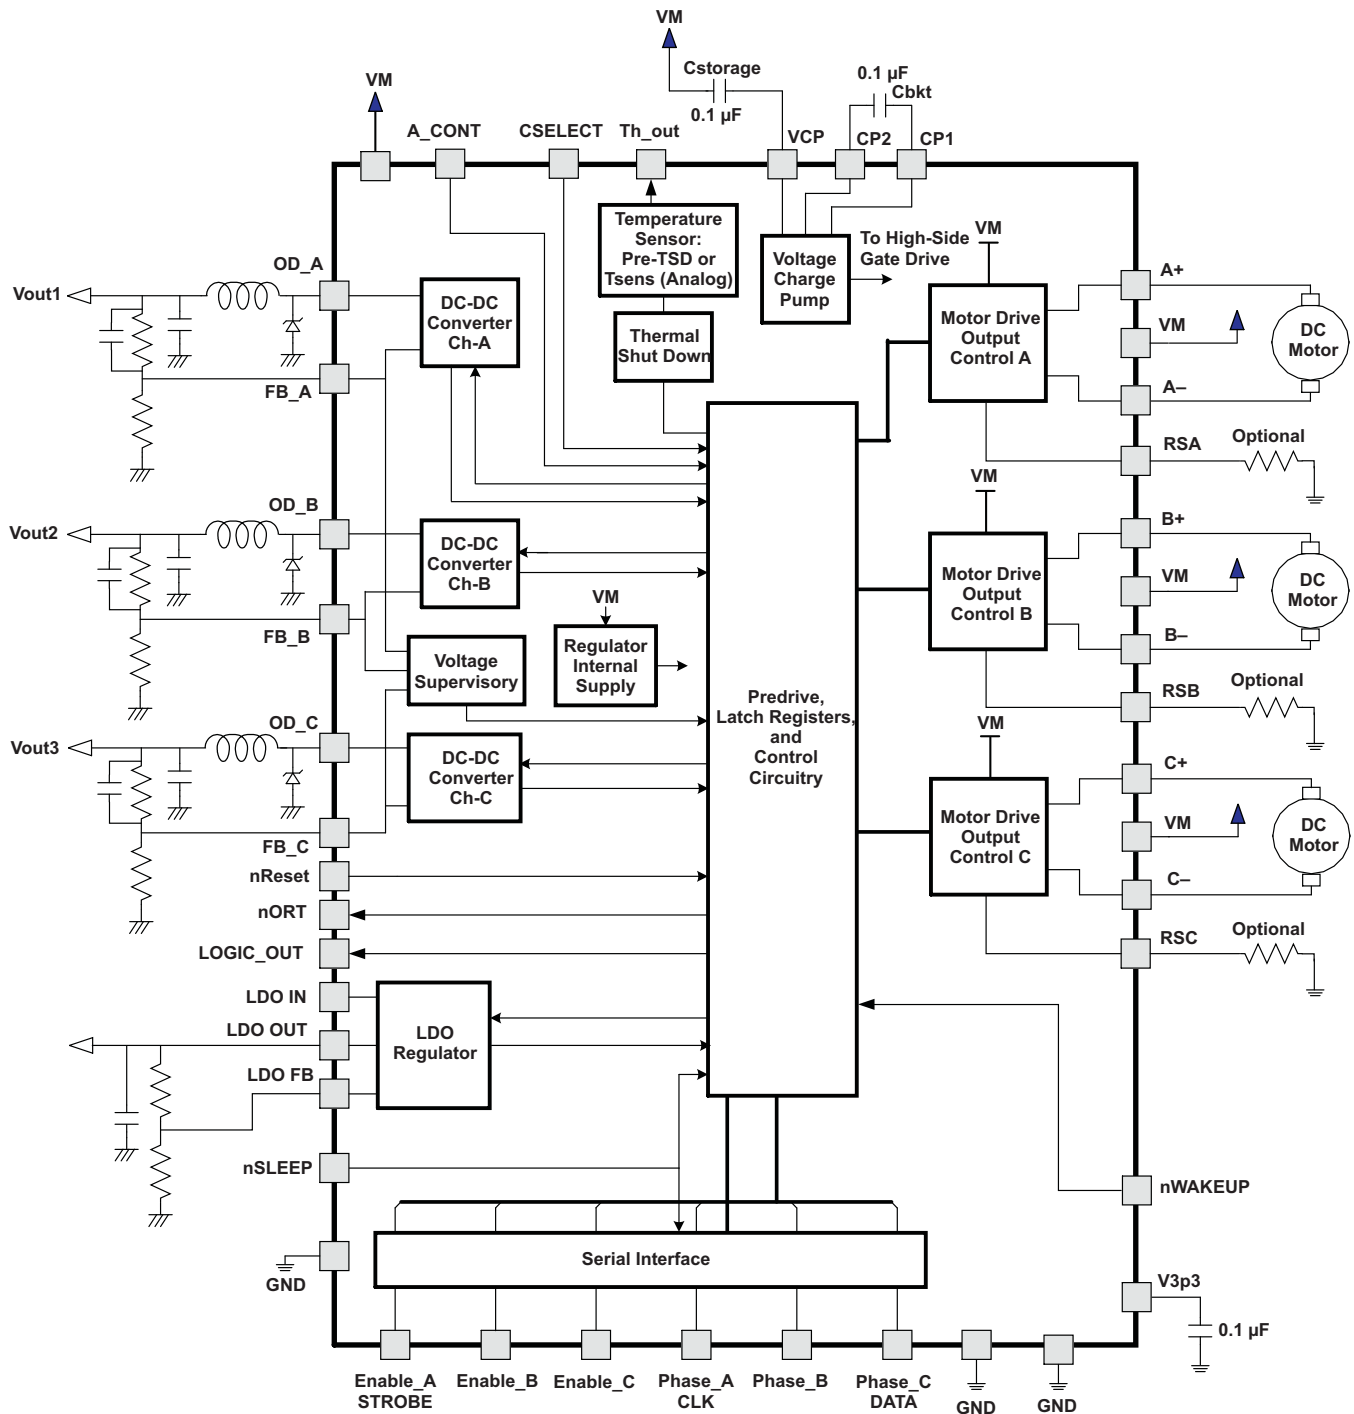 VM
Cstorage
0.1 µF
0.1 µF
Cbkt
VM
A_CONT
CSELECT
Th_out
VCP
CP2
CP1
Temperature
Sensor:
Pre-TSD or
Tsens (Analog)
Voltage
Charge
Pump
To High-Side
Gate Drive
VM
Thermal
Shut Down
OD_A
Vout1
DC-DC
Converter
Ch-A
FB_A
Motor Drive
Output
Control A
A+
VM
DC
Motor
A–
RSA
Optional
OD_B
Vout2
DC-DC
Converter
Ch-B
FB_B
VM
Regulator
Internal
Supply
Voltage
Supervisory
VM
Motor Drive
Output
Control B
B+
VM
DC
Motor
B–
RSB
Optional
Predrive,
Latch Registers,
and
Control
Circuitry
OD_C
Vout3
DC-DC
Converter
Ch-C
FB_C
VM
Motor Drive
Output
Control C
C+
VM
DC
Motor
C–
RSC
Optional
nReset
nORT
LOGIC_OUT
LDO IN
LDO OUT
LDO FB
LDO
Regulator
nSLEEP
nWAKEUP
Serial Interface
GND
V3p3
0.1 µF
Enable_A
STROBE
Enable_B
Enable_C
Phase_A
CLK
Phase_B
Phase_C
DATA
GND
GND